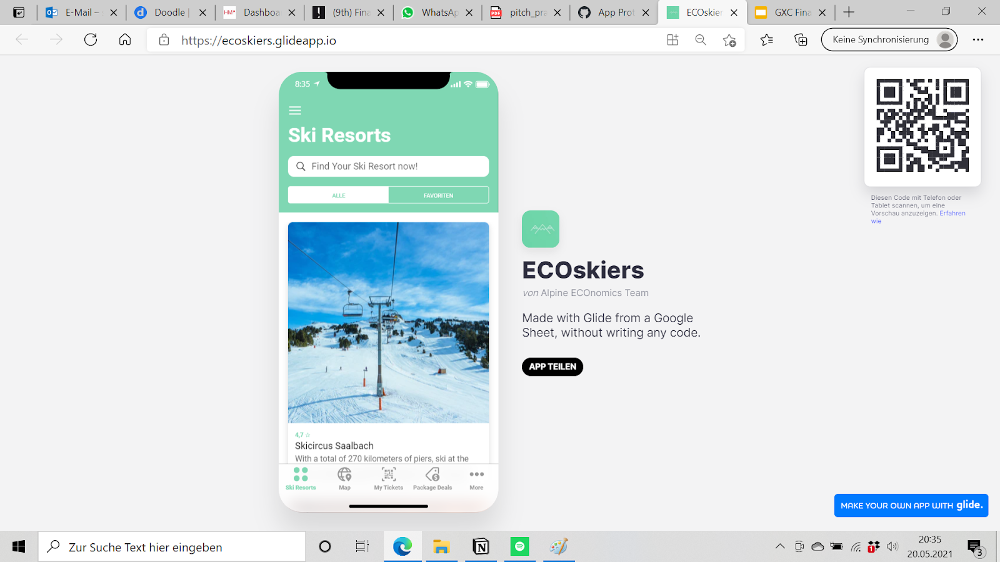 E-Mail –
Doodle |
HM
Dashboa
(9th) Fina
WhatsAp
PDF
pitch_pra
App Prot
ECOskier
GXC Fina
https://ecoskiers.glideapp.io
Keine Synchronisierung
8:35
Ski Resorts
Find Your Ski Resort now!
ALLE
FAVORITEN
4,7 ☆
Skicircus Saalbach
With a total of 270 kilometers of piers, ski at the
Ski Resorts
Map
My Tickets
Package Deals
More
ECOskiers
von Alpine ECOnomics Team
Made with Glide from a Google
Sheet, without writing any code.
APP TEILEN
Diesen Code mit Telefon oder
Tablet scannen, um eine
Vorschau anzuzeigen. Erfahren
wie
MAKE YOUR OWN APP WITH glide.
Zur Suche Text hier eingeben
1
20:35
20.05.2021
3